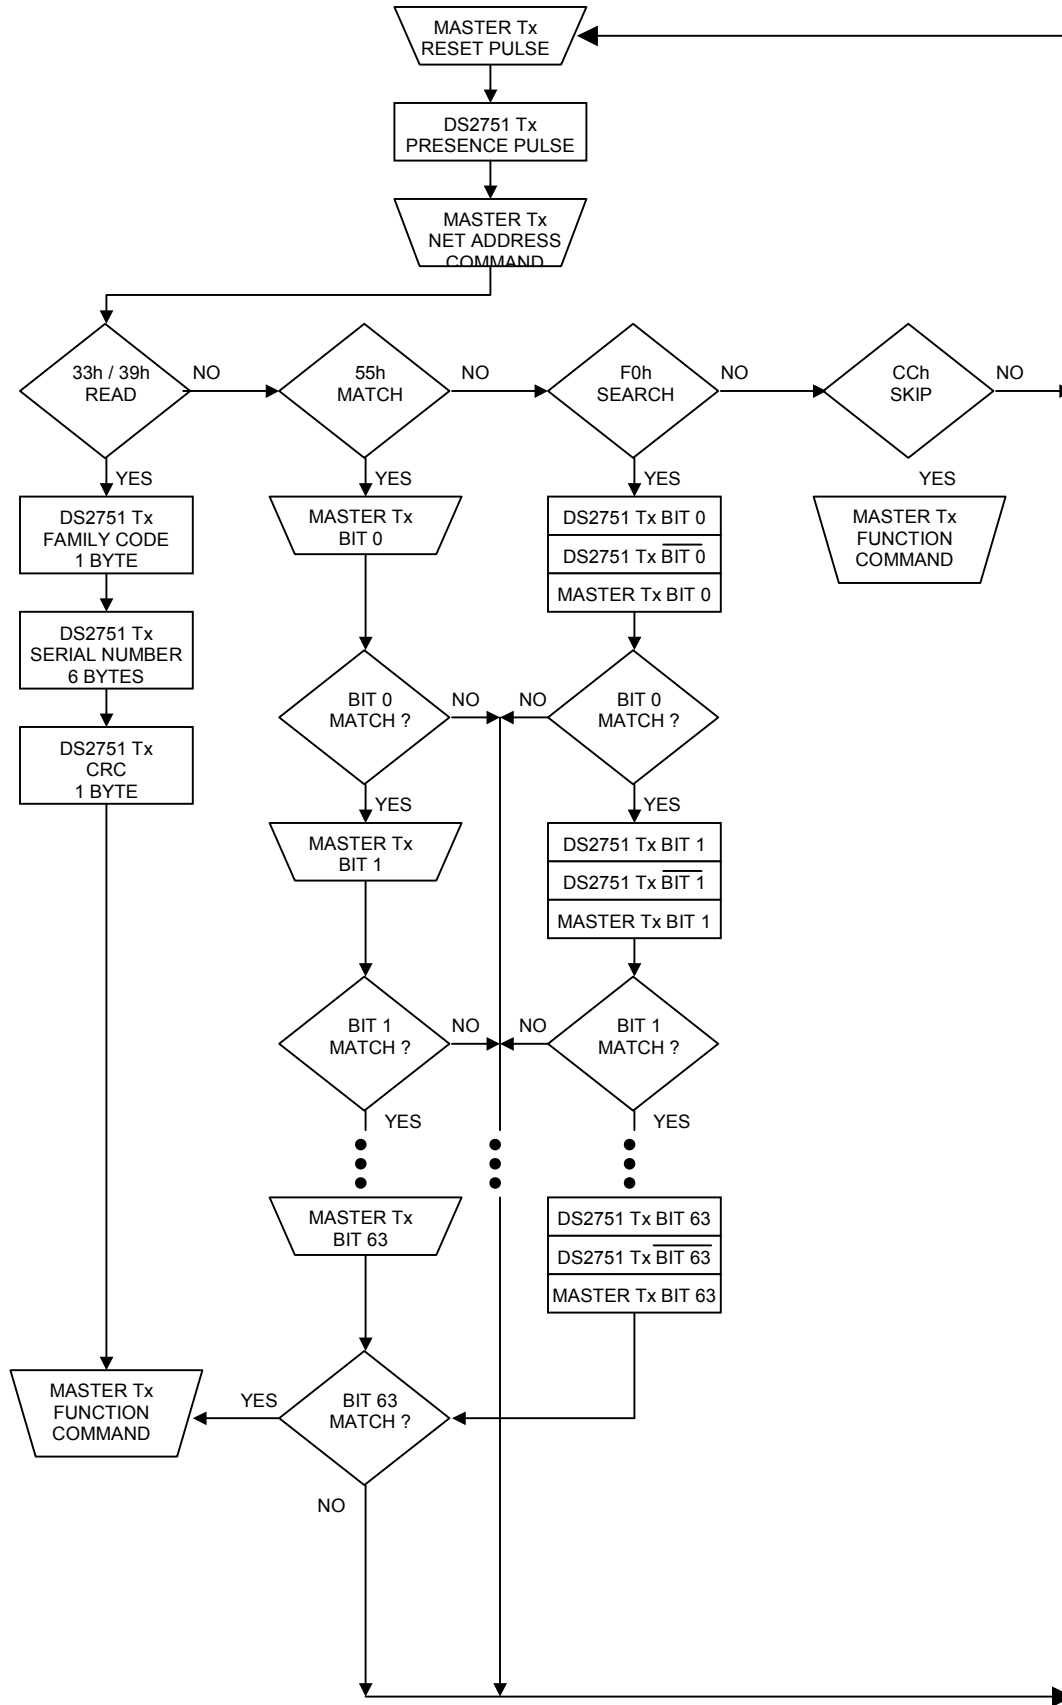 MASTER Tx
RESET PULSE
DS2751 Tx
PRESENCE PULSE
MASTER Tx
NET ADDRESS
COMMAND
33h / 39h
READ
NO
55h
MATCH
NO
F0h
SEARCH
NO
CCh
SKIP
NO
YES
YES
YES
YES
DS2751 Tx
FAMILY CODE
1 BYTE
MASTER Tx
BIT 0
DS2751 Tx BIT 0
DS2751 Tx B̅I̅T̅ ̅0̅
MASTER Tx BIT 0
MASTER Tx
FUNCTION
COMMAND
DS2751 Tx
SERIAL NUMBER
6 BYTES
BIT 0
MATCH ?
NO
NO
BIT 0
MATCH ?
DS2751 Tx
CRC
1 BYTE
YES
YES
MASTER Tx
BIT 1
DS2751 Tx BIT 1
DS2751 Tx B̅I̅T̅ ̅1̅
MASTER Tx BIT 1
BIT 1
MATCH ?
NO
NO
BIT 1
MATCH ?
YES
YES
MASTER Tx
BIT 63
DS2751 Tx BIT 63
DS2751 Tx B̅I̅T̅ ̅6̅3̅
MASTER Tx BIT 63
MASTER Tx
FUNCTION
COMMAND
YES
BIT 63
MATCH ?
NO